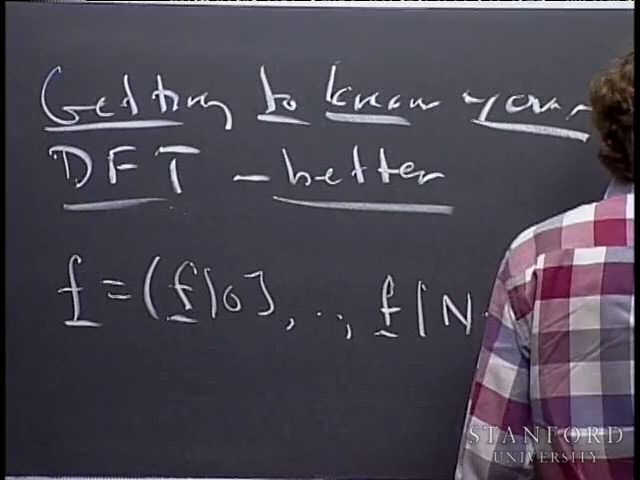 Getting to know your
DFT - better
f = (f[0], ..., f[N
STANFORD
UNIVERSITY